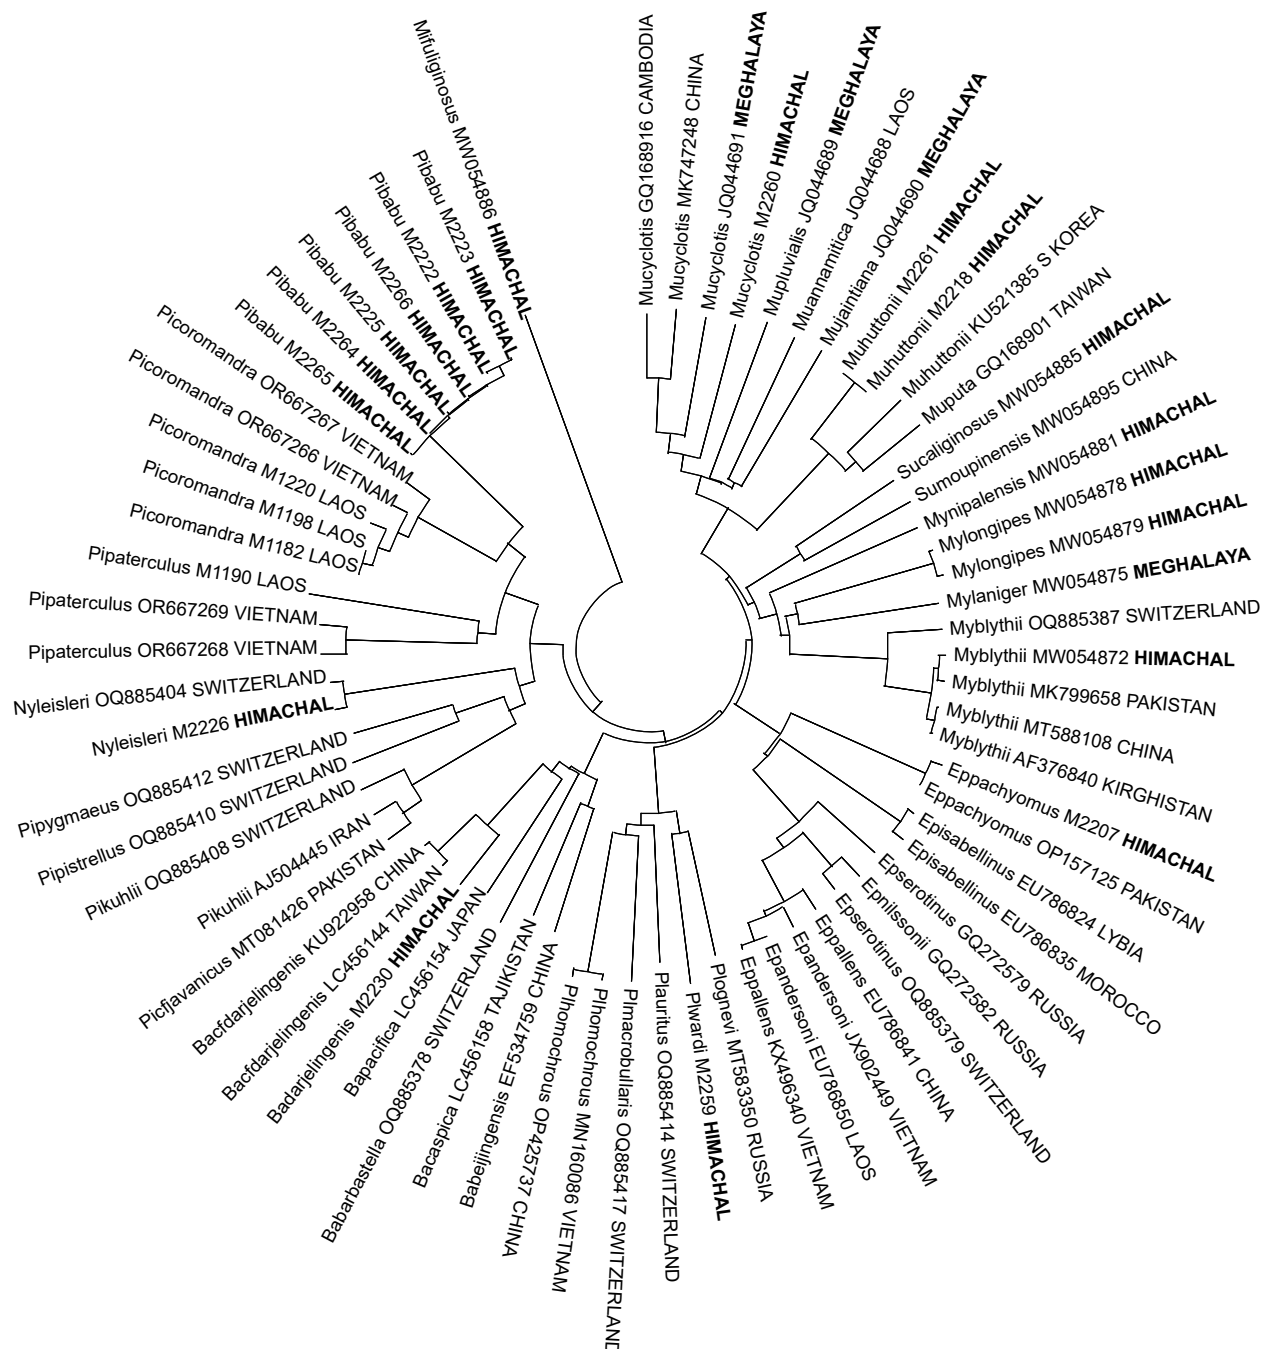 Mifuliginosus MW054886 HIMACHAL
Mucyclotis GQ168916 CAMBODIA
Mucyclotis MK747248 CHINA
Mucyclotis JQ044691 MEGHALAYA
Mucyclotis M2260 HIMACHAL
Mupluvialis JQ044689 MEGHALAYA
Muannamitica JQ044688 LAOS
Mujaintiana JQ044690 MEGHALAYA
Muhuttonii M2261 HIMACHAL
Muhuttonii M2218 HIMACHAL
Muhuttonii KU521385 S KOREA
Muputa GQ168901 TAIWAN
Sucaliginosus MW054885 HIMACHAL
Sumoupinensis MW054895 CHINA
Mynipalensis MW054881 HIMACHAL
Mylongipes MW054878 HIMACHAL
Mylongipes MW054879 HIMACHAL
Mylaniger MW054875 MEGHALAYA
Myblythii OQ885387 SWITZERLAND
Myblythii MW054872 HIMACHAL
Myblythii MK799658 PAKISTAN
Myblythii MT588108 CHINA
Myblythii AF376840 KIRGHISTAN
Eppachyomus M2207 HIMACHAL
Eppachyomus OP157125 PAKISTAN
Episabellinus EU786824 LYBIA
Episabellinus EU786835 MOROCCO
Epserotinus GQ272579 RUSSIA
Epnilssonii GQ272582 RUSSIA
Epserotinus OQ885379 SWITZERLAND
Eppallens EU786841 CHINA
Epandersoni JX902449 VIETNAM
Epandersoni EU786850 LAOS
Eppallens KX496340 VIETNAM
Plognevi MT583350 RUSSIA
Plwardi M2259 HIMACHAL
Plauritus OQ885414 SWITZERLAND
Plmacrobullaris OQ885417 SWITZERLAND
Plhomochrous MN160086 VIETNAM
Plhomochrous OP425737 CHINA
Babeijingensis EF534759 CHINA
Bacaspica LC456158 TAJIKISTAN
Babarbastella OQ885378 SWITZERLAND
Bapacifica LC456154 JAPAN
Badarjelingenis M2230 HIMACHAL
Bacfdarjelingenis LC456144 TAIWAN
Bacfdarjelingenis KU922958 CHINA
Picfjavanicus MT081426 PAKISTAN
Pikuhlii AJ504445 IRAN
Pikuhlii OQ885408 SWITZERLAND
Pipistrellus OQ885410 SWITZERLAND
Pipygmaeus OQ885412 SWITZERLAND
Nyleisleri M2226 HIMACHAL
Nyleisleri OQ885404 SWITZERLAND
Pipaterculus OR667268 VIETNAM
Pipaterculus OR667269 VIETNAM
Pipaterculus M1190 LAOS
Picoromandra M1182 LAOS
Picoromandra M1198 LAOS
Picoromandra M1220 LAOS
Picoromandra OR667266 VIETNAM
Picoromandra OR667267 VIETNAM
Pibabu M2265 HIMACHAL
Pibabu M2264 HIMACHAL
Pibabu M2225 HIMACHAL
Pibabu M2266 HIMACHAL
Pibabu M2222 HIMACHAL
Pibabu M2223 HIMACHAL